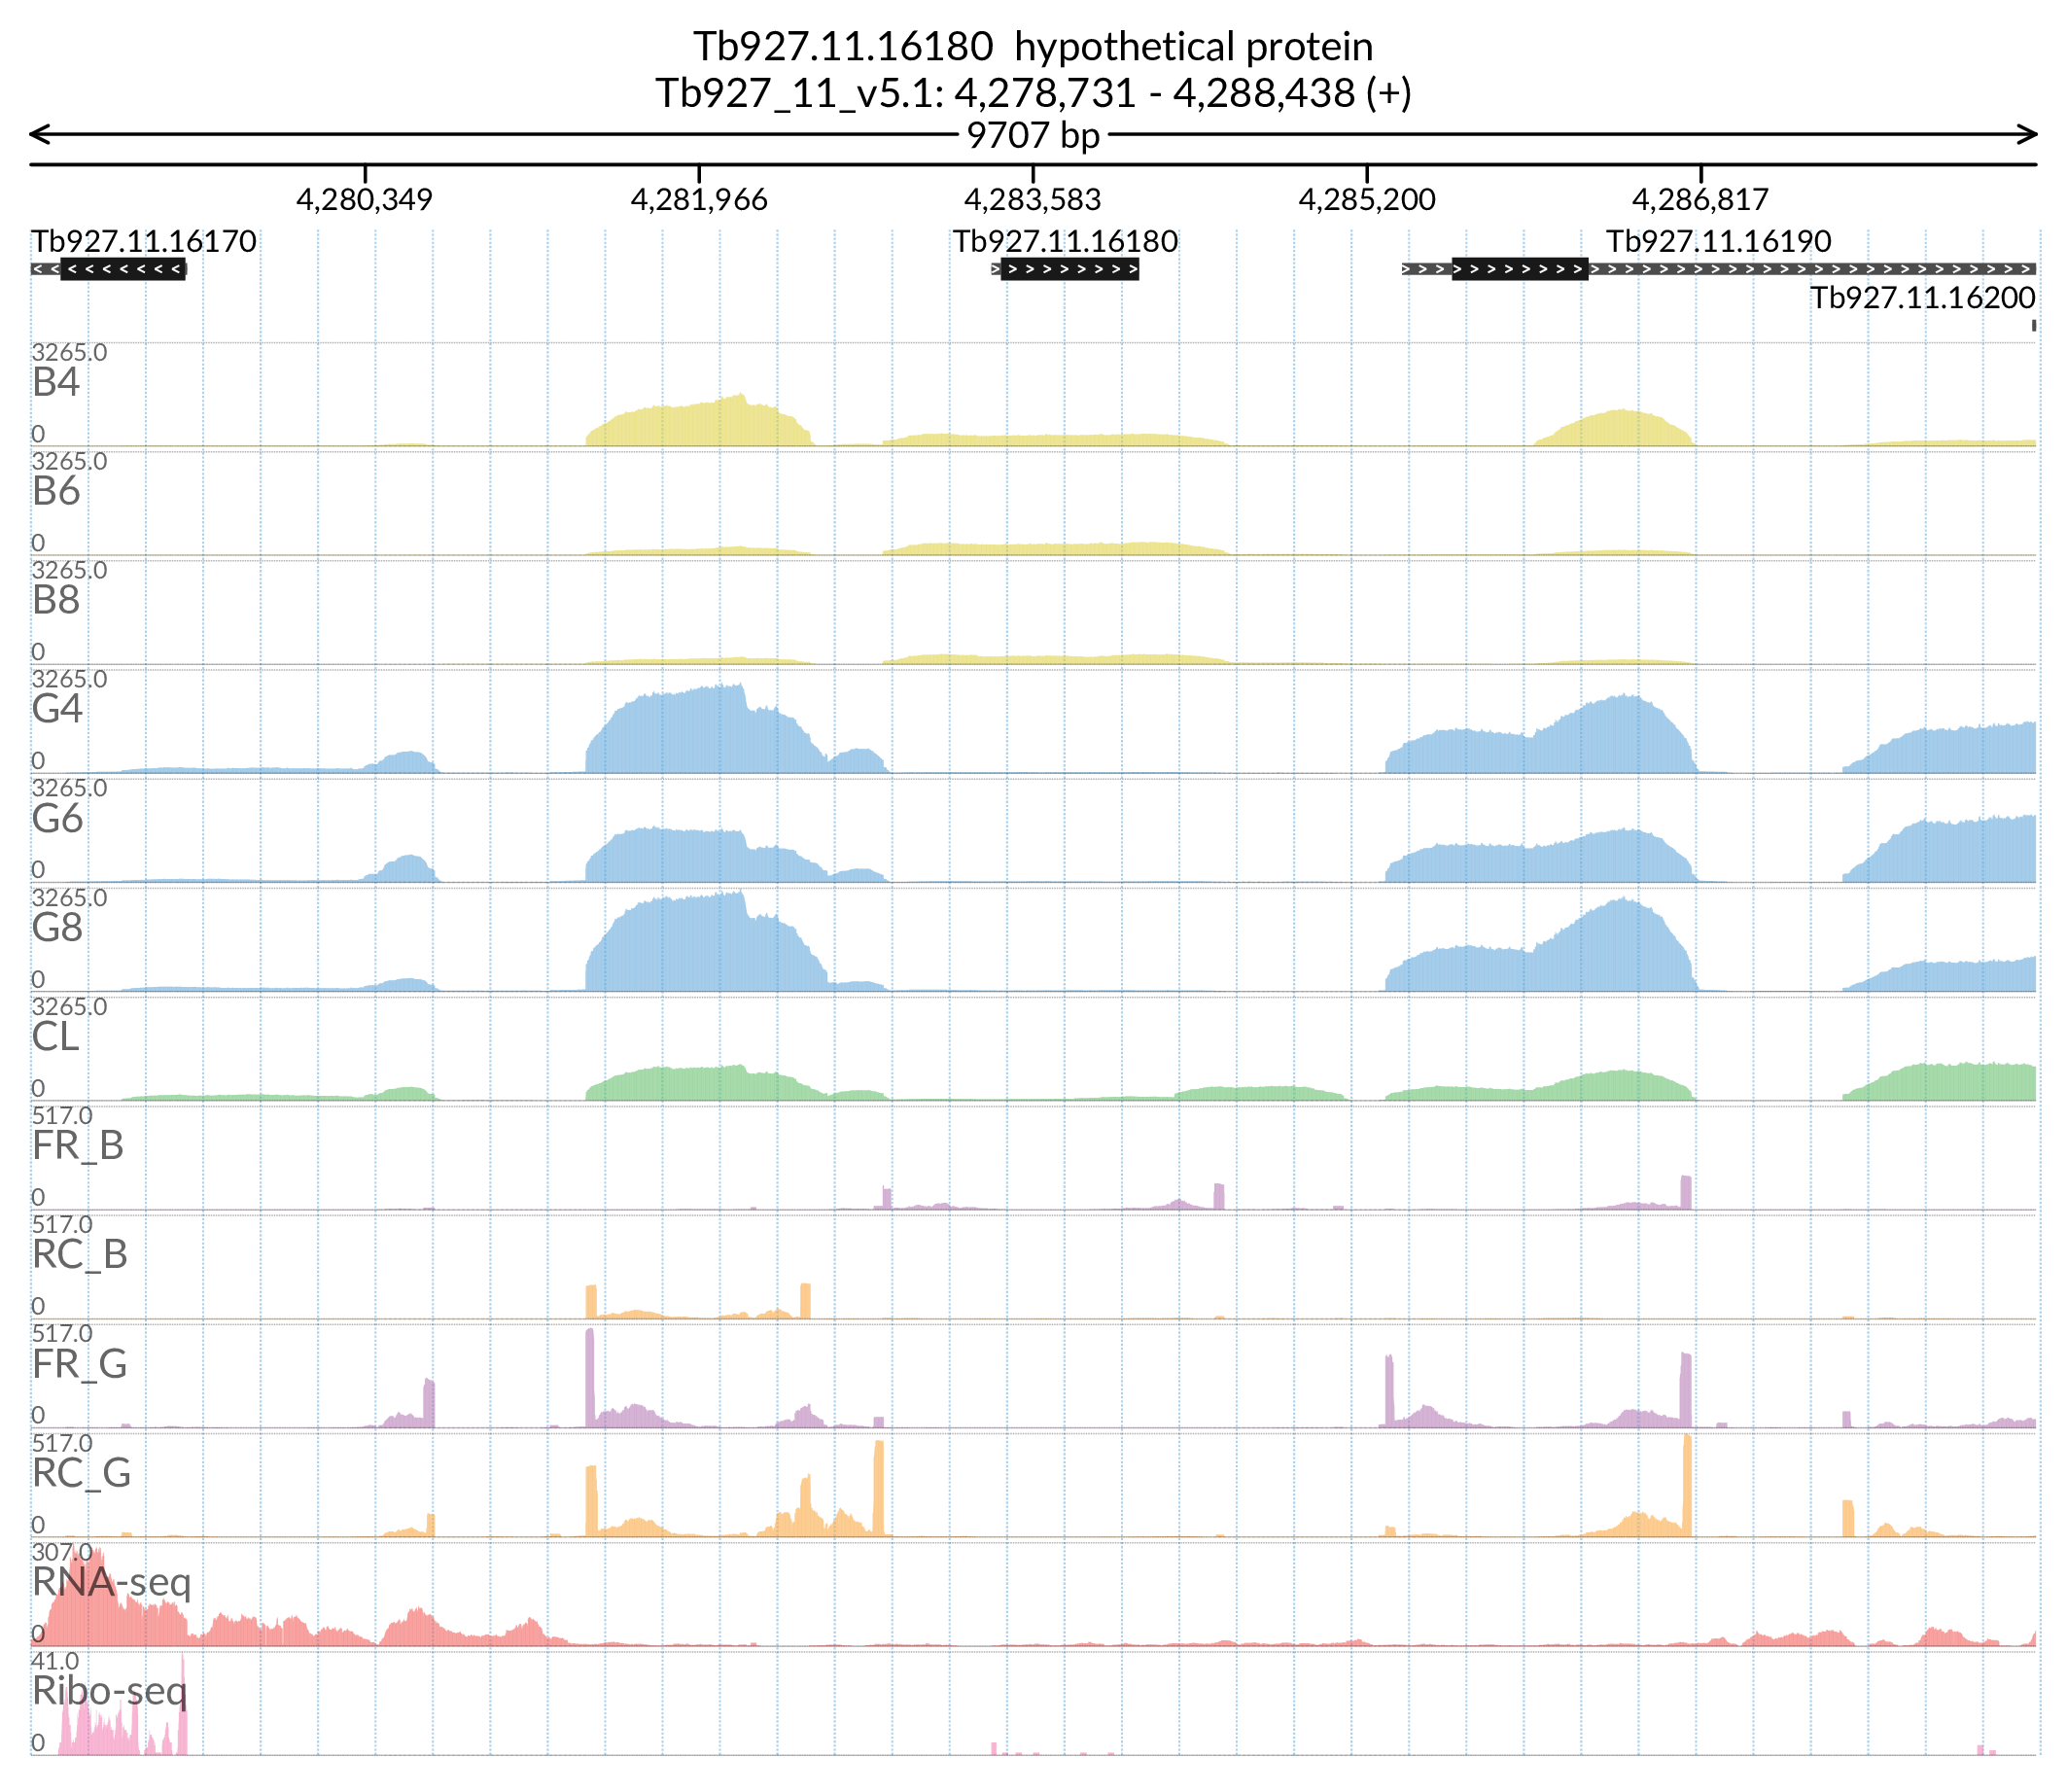 Tb927.11.16180  hypothetical protein
Tb927_11_v5.1: 4,278,731 - 4,288,438 (+)
9707 bp
4,280,349 4,281,966 4,283,583 4,285,200 4,286,817
Tb927.11.16170 Tb927.11.16180 Tb927.11.16190
Tb927.11.16200
3265.0
B4
0
3265.0
B6
0
3265.0
B8
0
3265.0
G4
0
3265.0
G6
0
3265.0
G8
0
3265.0
CL
0
517.0
FR_B
0
517.0
RC_B
0
517.0
FR_G
0
517.0
RC_G
0
307.0
RNA-seq
0
41.0
Ribo-seq
0